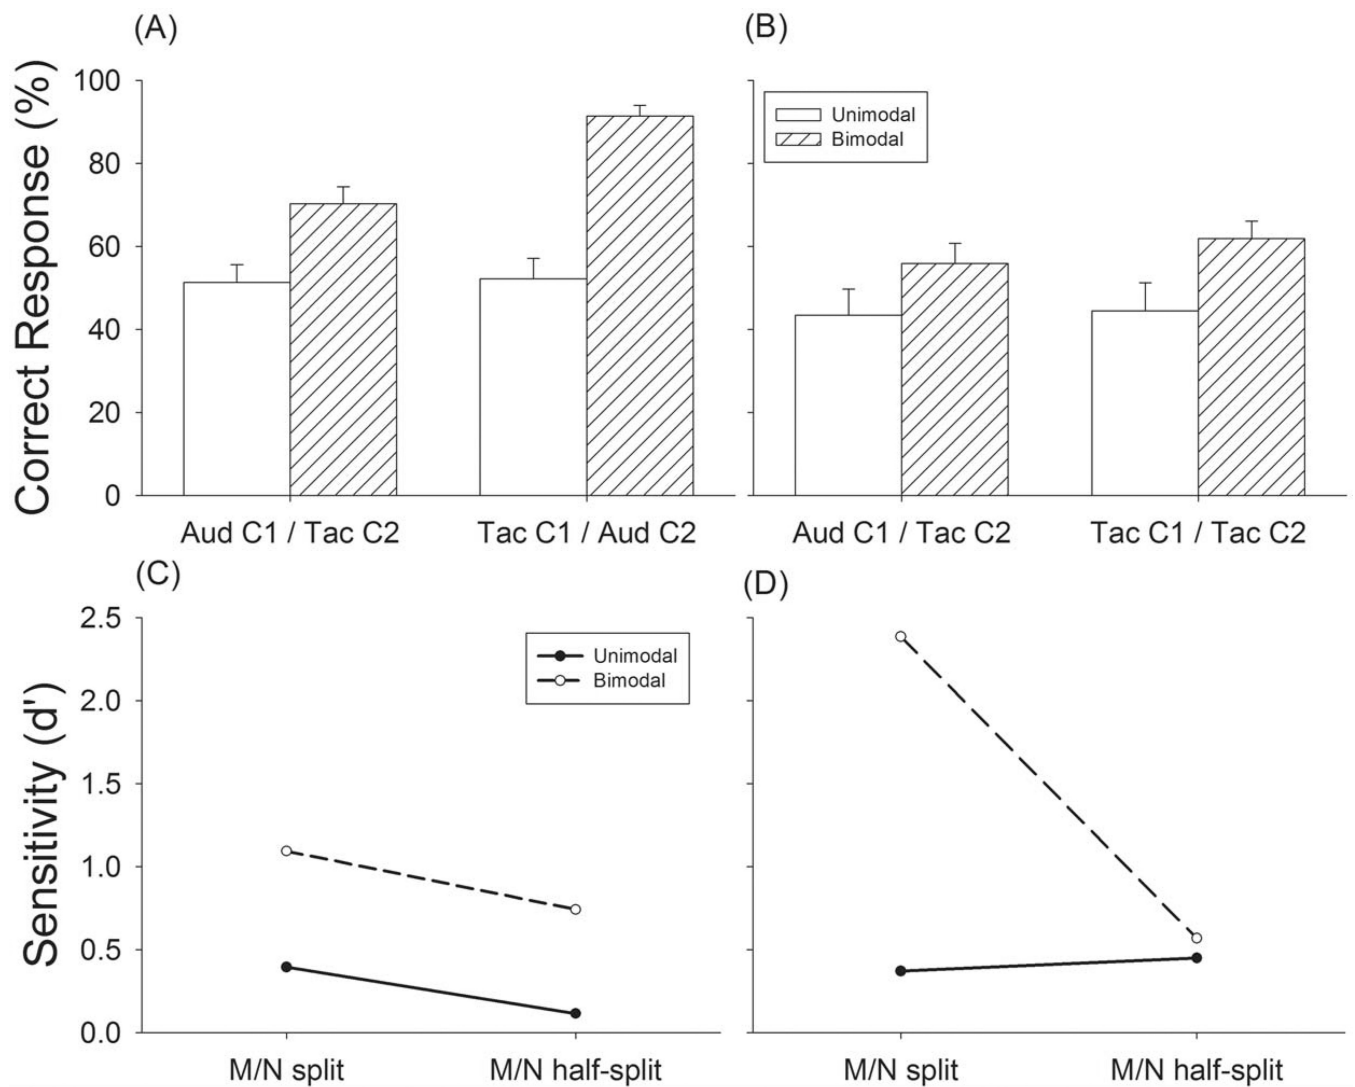 (A)
(B)
Correct Response (%)
100
80
60
40
20
0
Unimodal
Bimodal
Aud C1 / Tac C2
Tac C1 / Aud C2
Aud C1 / Tac C2
Tac C1 / Tac C2
(C)
(D)
Sensitivity (d')
2.5
2.0
1.5
1.0
0.5
0.0
Unimodal
Bimodal
M/N split
M/N half-split
M/N split
M/N half-split